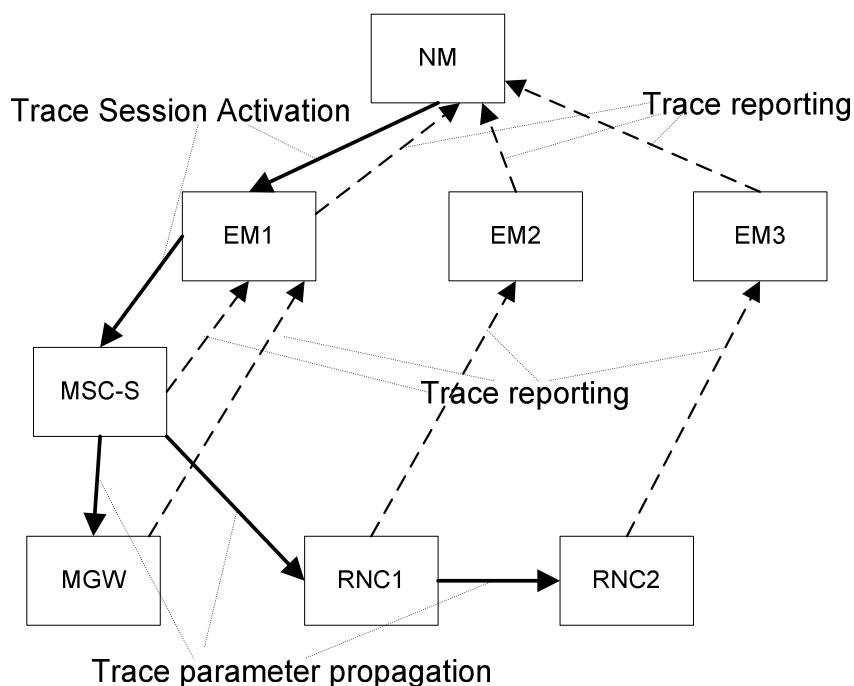 NM
Trace Session Activation
Trace reporting
EM1
EM2
EM3
MSC-S
Trace reporting
MGW
RNC1
RNC2
Trace parameter propagation